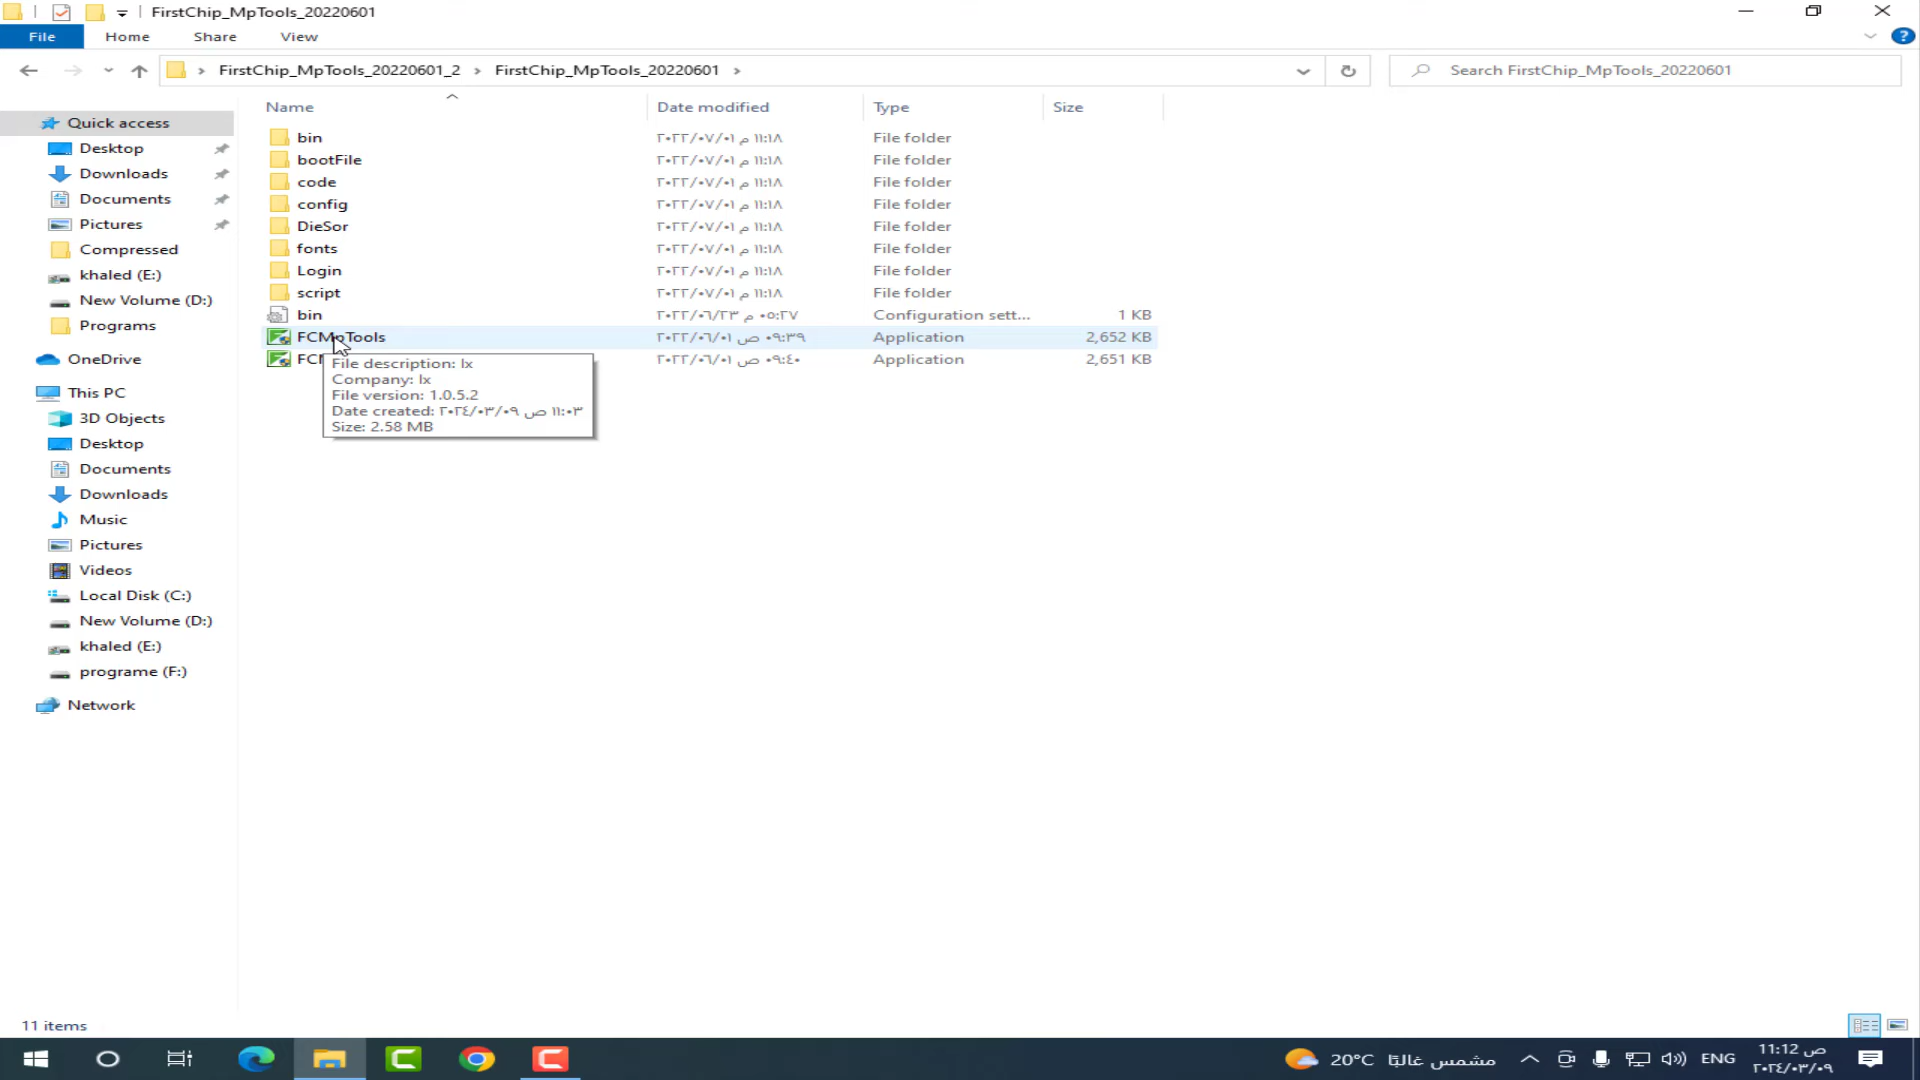 FirstChip_MpTools_20220601
File Home Share View
FirstChip_MpTools_20220601_2 FirstChip_MpTools_20220601
Search FirstChip_MpTools_20220601
Name Date modified Type Size
Quick access
Desktop
Downloads
Documents
Pictures
Compressed
khaled (E:)
New Volume (D:)
Programs
OneDrive
This PC
3D Objects
Desktop
Documents
Downloads
Music
Pictures
Videos
Local Disk (C:)
New Volume (D:)
khaled (E:)
programe (F:)
Network
bin ٢٠٢٢/٠٧/٠١ م ١١:١٨ File folder
bootFile ٢٠٢٢/٠٧/٠١ م ١١:١٨ File folder
code ٢٠٢٢/٠٧/٠١ م ١١:١٨ File folder
config ٢٠٢٢/٠٧/٠١ م ١١:١٨ File folder
DieSor ٢٠٢٢/٠٧/٠١ م ١١:١٨ File folder
fonts ٢٠٢٢/٠٧/٠١ م ١١:١٨ File folder
Login ٢٠٢٢/٠٧/٠١ م ١١:١٨ File folder
script ٢٠٢٢/٠٧/٠١ م ١١:١٨ File folder
bin ٢٠٢٢/٠٦/٢٣ م ٠٥:٢٧ Configuration sett... 1 KB
FCMpTools ٢٠٢٢/٠٦/٠١ ص ٠٩:٣٩ Application 2,652 KB
٢٠٢٢/٠٦/٠١ ص ٠٩:٤٠ Application 2,651 KB
File description: lx
Company: lx
File version: 1.0.5.2
Date created: ٢٠٢٤/٠٣/٠٩ ص ١١:٠٣
Size: 2.58 MB
11 items
20°C مشمس غالبًا ENG
ص 11:12
٢٠٢٤/٠٣/٠٩